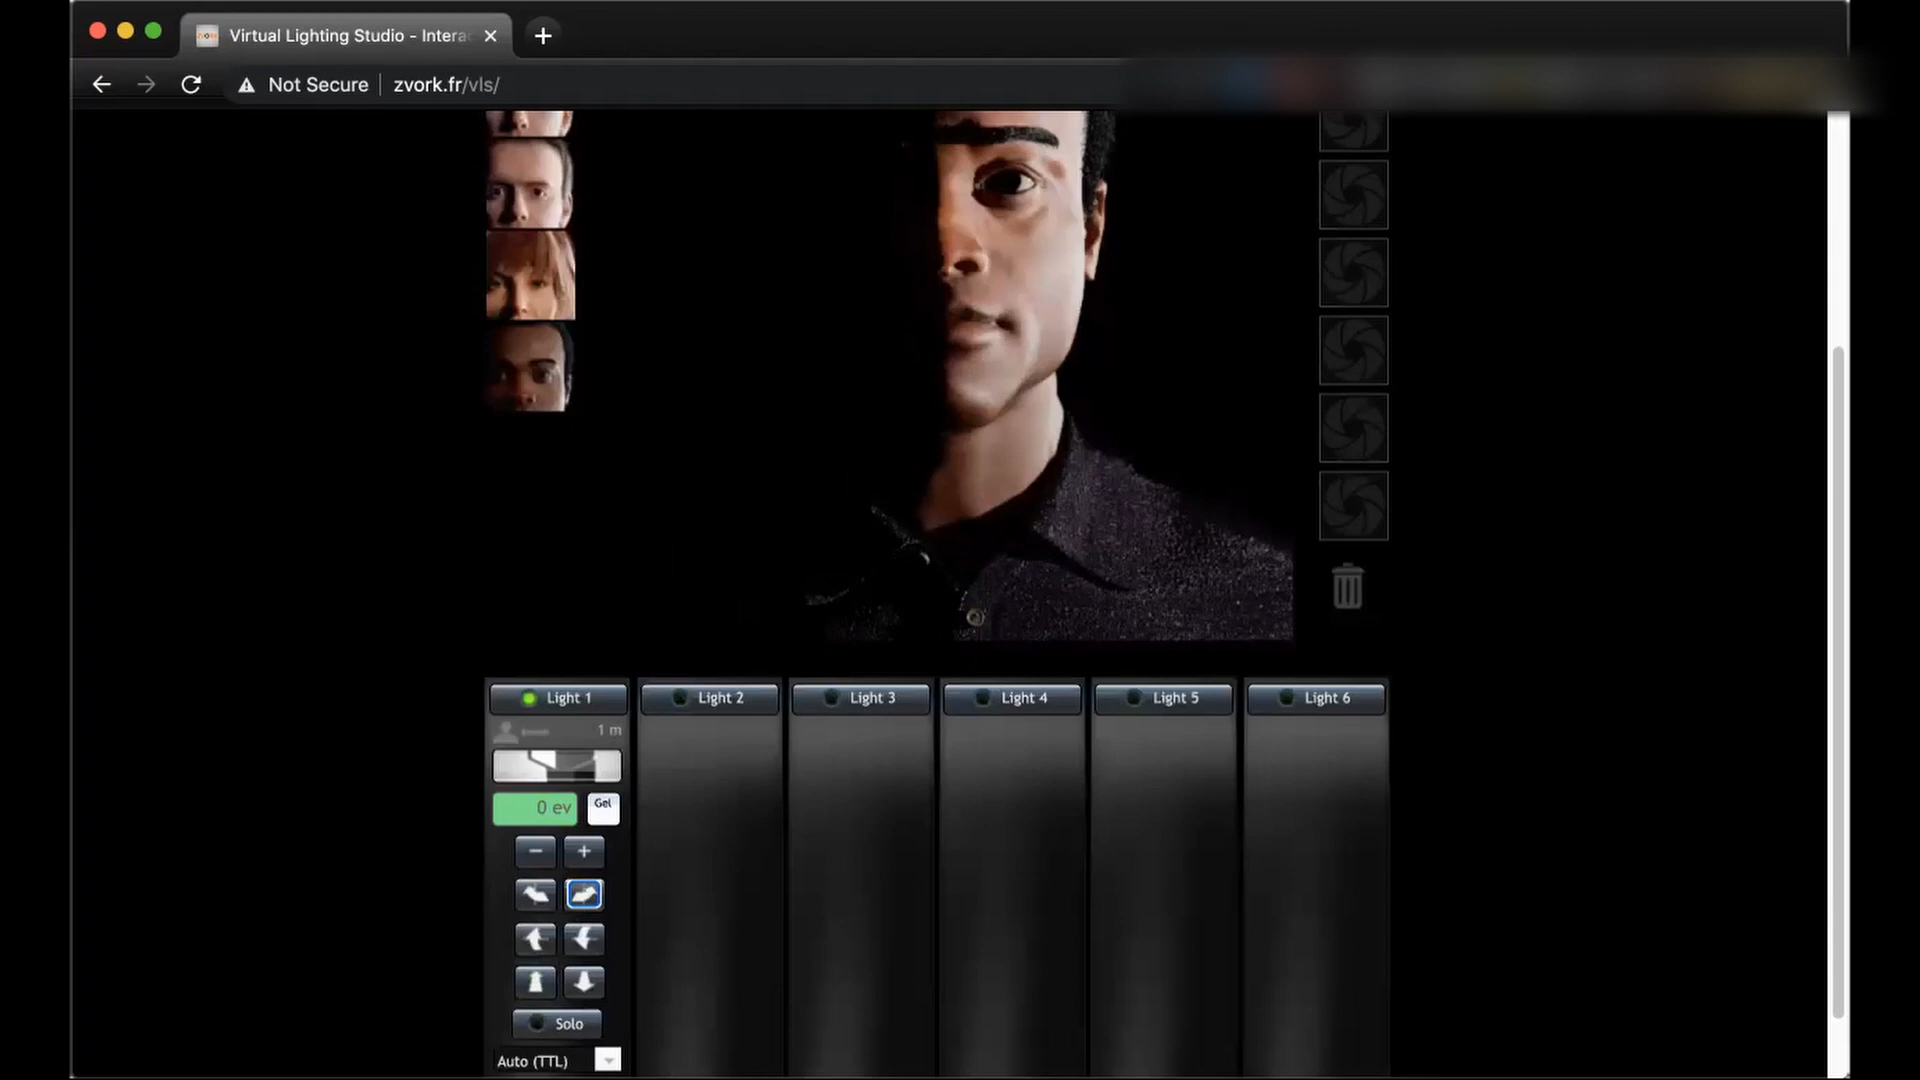 Virtual Lighting Studio - Intera
Not Secure
zvork.fr/vls/
Light 1
Light 2
Light 3
Light 4
Light 5
Light 6
1 m
0 ev
Gel
Solo
Auto (TTL)